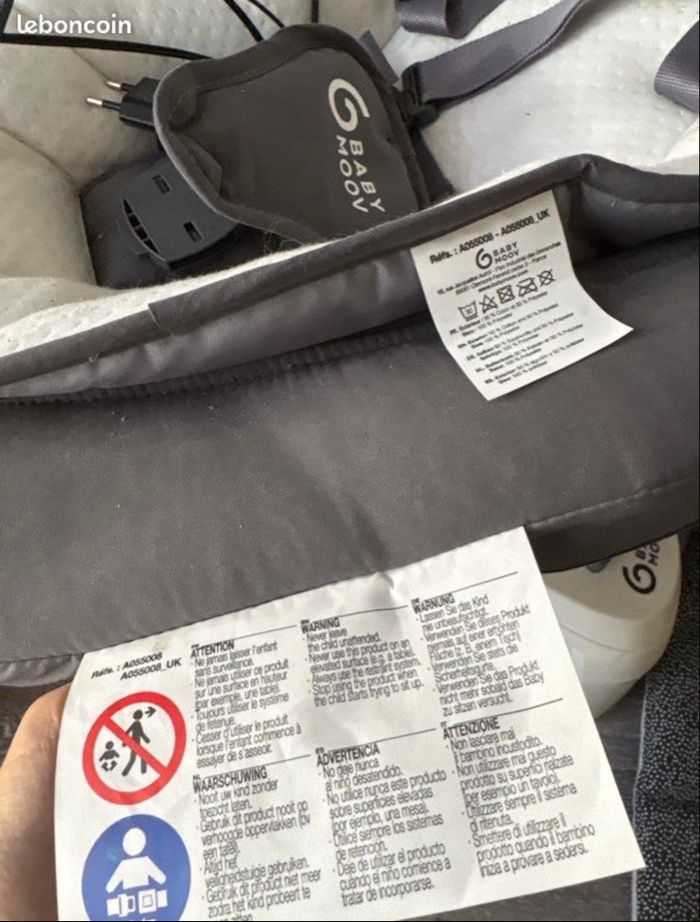 leboncoin
BABY
MOOV
Réfs. : A055008 - A055008_UK
BABY
MOOV
www.babymoov.com
BABY
MOOV
Réfs. : A055008
A055008_UK
ATTENTION
· Ne jamais laisser l'enfant
sans surveillance.
· Ne jamais utiliser ce produit
sur une surface en hauteur
(par exemple, une table).
· Toujours utiliser le système
de retenue.
· Cesser d'utiliser le produit
lorsque l'enfant commence à
essayer de s'asseoir.
WARNING
· Never leave
the child unattended.
· Never use this product on an
elevated surface (e.g. a table).
· Always use the restraint system.
· Stop using the product when
the child starts trying to sit up.
WARNUNG
· Lassen Sie das Kind
nie unbeaufsichtigt.
· Verwenden Sie dieses Produkt
niemals auf einer erhöhten
Fläche (z. B. einem Tisch)
· Verwenden Sie stets die
Sicherheitsgurte.
· Verwenden Sie das Produkt
nicht mehr sobald das Baby
zu sitzen versucht.
WAARSCHUWING
· Nooit uw kind zonder
toezicht laten.
· Gebruik dit product nooit op
verhoogde oppervlakken (bv
een tafel).
· Altijd het
veiligheidstuigje gebruiken.
· Gebruik dit product niet meer
zodra het kind probeert te
zitten.
ADVERTENCIA
· No deje nunca
al niño desatendido.
· No utilice nunca este producto
sobre superficies elevadas
(por ejemplo, una mesa).
· Utilice siempre los sistemas
de retención.
· Deje de utilizar el producto
cuando el niño comience a
tratar de incorporarse.
ATTENZIONE
· Non lasciare mai
il bambino incustodito.
· Non utilizzare mai questo
prodotto su superfici rialzate
(per esempio un tavolo).
· Utilizzare sempre il sistema
di ritenuta.
· Smettere di utilizzare il
prodotto quando il bambino
inizia a provare a sedersi.